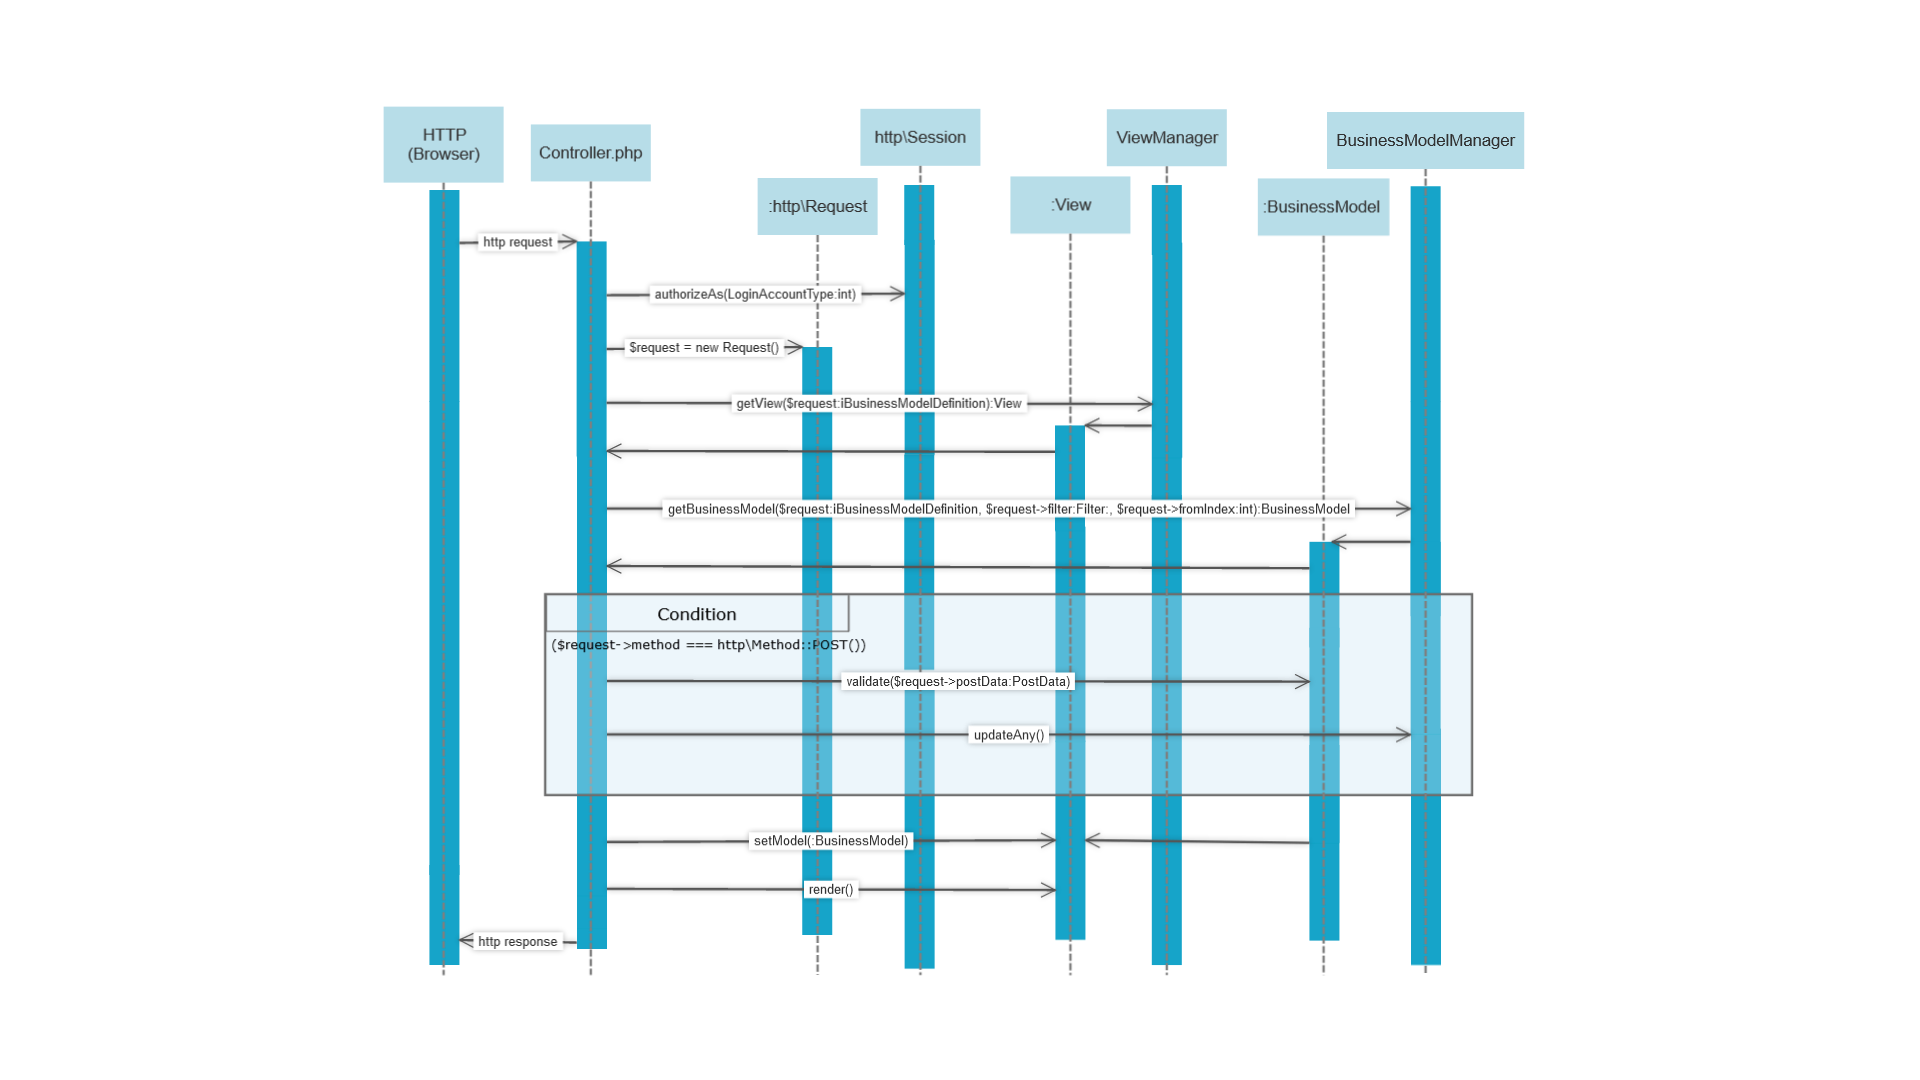 HTTP
(Browser)
Controller.php
:http\Request
http\Session
:View
ViewManager
:BusinessModel
BusinessModelManager
http request
authorizeAs(LoginAccountType:int)
$request = new Request()
getView($request:iBusinessModelDefinition):View
getBusinessModel($request:iBusinessModelDefinition, $request->filter:Filter:, $request->fromIndex:int):BusinessModel
Condition
($request->method === http\Method::POST())
validate($request->postData:PostData)
updateAny()
setModel(:BusinessModel)
render()
http response